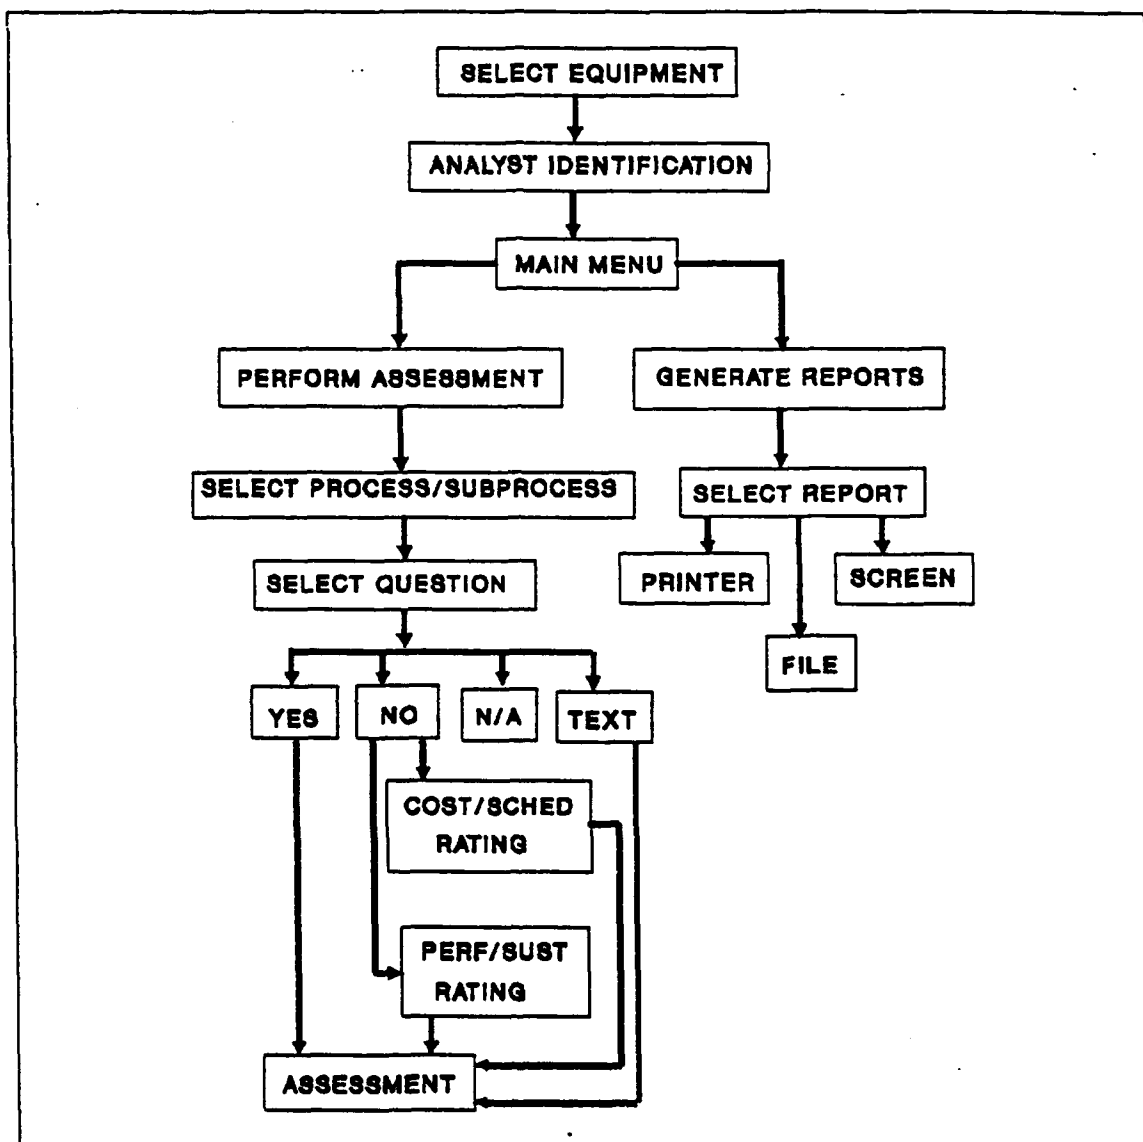 SELECT EQUIPMENT
ANALYST IDENTIFICATION
MAIN MENU
PERFORM ASSESSMENT
GENERATE REPORTS
SELECT PROCESS/SUBPROCESS
SELECT REPORT
PRINTER
SCREEN
SELECT QUESTION
FILE
YES
NO
N/A
TEXT
COST/SCHED
RATING
PERF/SUST
RATING
ASSESSMENT